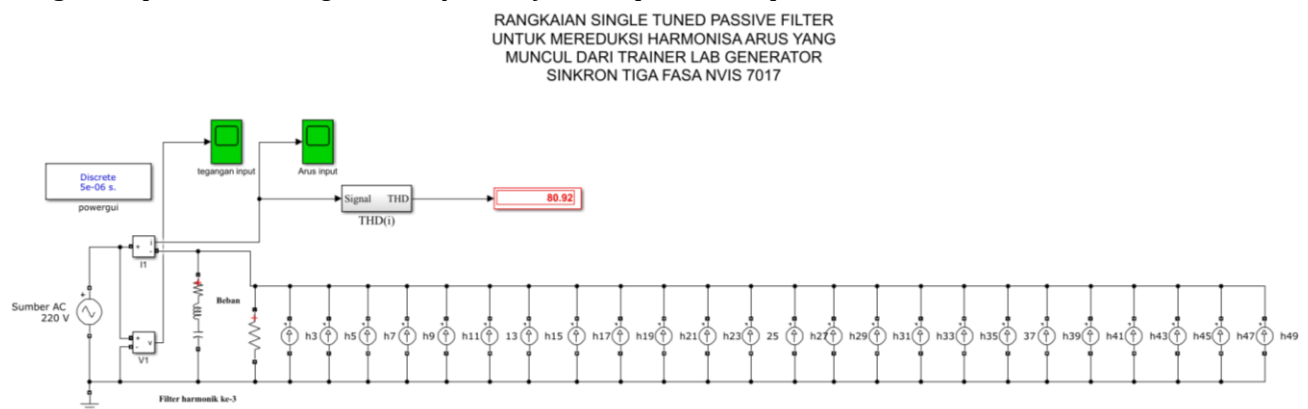 RANGKAIAN SINGLE TUNED PASSIVE FILTER
UNTUK MEREDUKSI HARMONISA ARUS YANG
MUNCUL DARI TRAINER LAB GENERATOR
SINKRON TIGA FASA NVIS 7017
tegangan input
Arus input
Discrete
5e-06 s.
powergui
Signal THD
THD(i)
80.92
+ i
-
I1
Sumber AC
220 V
+
+ v
-
V1
Beban
h3 h5 h7 h9 h11 13 h15 h17 h19 h21 h23 25 h27 h29 h31 h33 h35 37 h39 h41 h43 h45 h47 h49
Filter harmonik ke-3